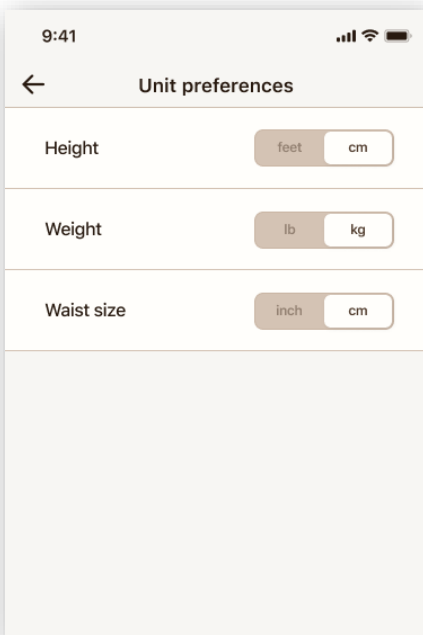 9:41
Unit preferences
Height feet cm
Weight lb kg
Waist size inch cm